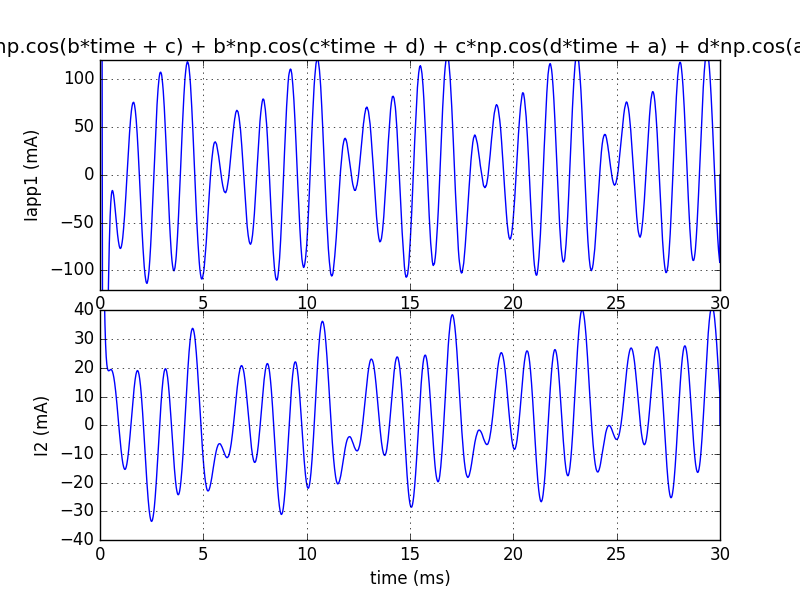 np.cos(b*time + c) + b*np.cos(c*time + d) + c*np.cos(d*time + a) + d*np.cos(a
100
50
0
−50
−100
Iapp1 (mA)
0 5 10 15 20 25 30
40
30
20
10
0
−10
−20
−30
−40
I2 (mA)
0 5 10 15 20 25 30
time (ms)